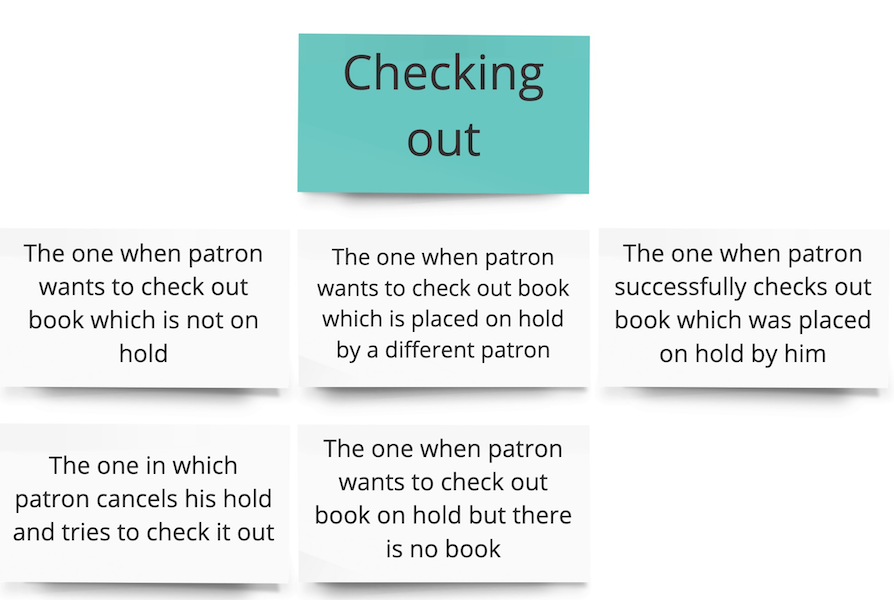 Checking
out
The one when patron
wants to check out
book which is not on
hold
The one when patron
wants to check out book
which is placed on hold
by a different patron
The one when patron
successfully checks out
book which was placed
on hold by him
The one in which
patron cancels his hold
and tries to check it out
The one when patron
wants to check out
book on hold but there
is no book